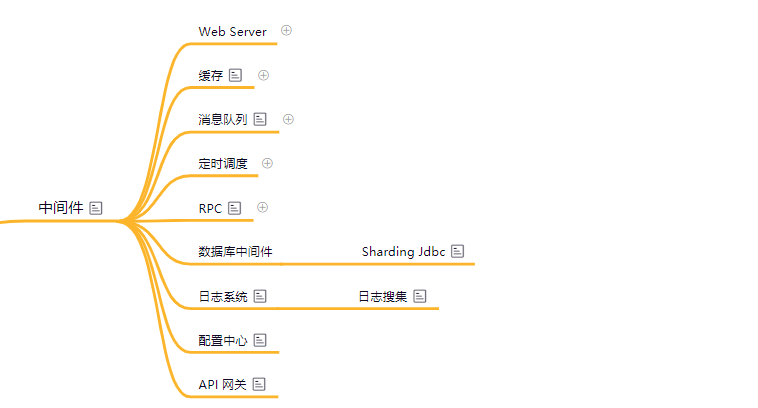 Web Server
缓存
消息队列
定时调度
中间件
RPC
数据库中间件
Sharding Jdbc
日志系统
日志搜集
配置中心
API 网关